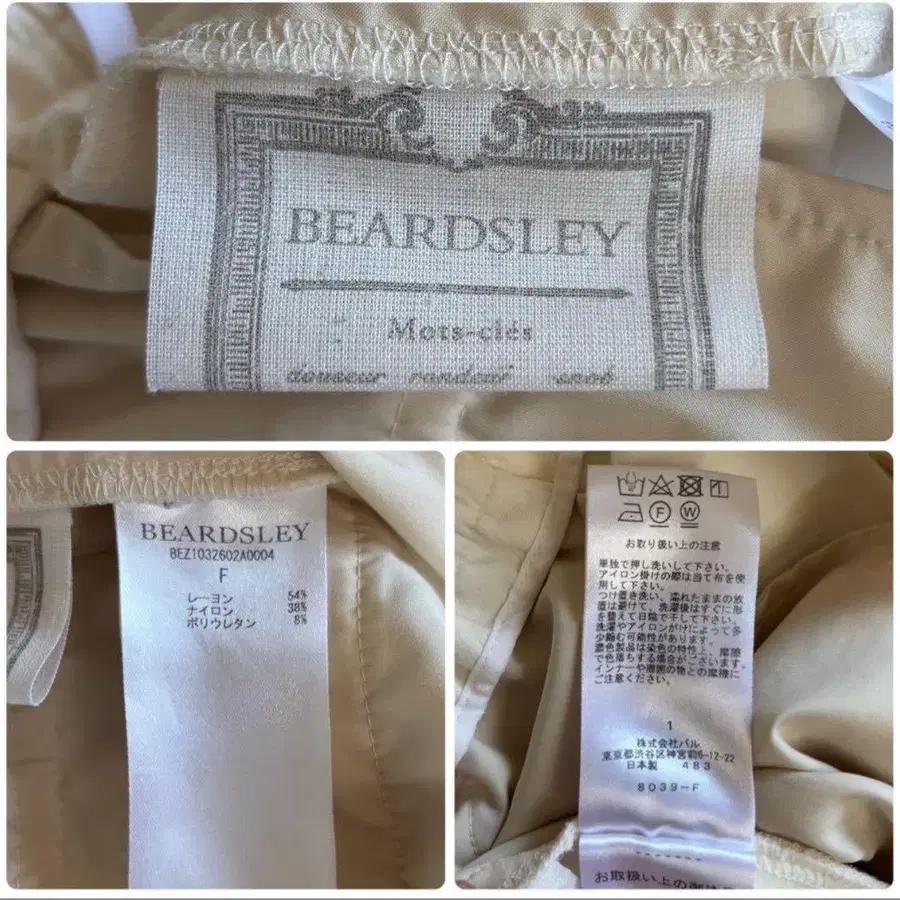 BEARDSLEY
Mots-clés
douceur rondeur snob
BEARDSLEY
BEZ1032602A0004
F
レーヨン 54%
ナイロン 38%
ポリウレタン 8%
F W
お取り扱い上の注意
単独で押し洗いして下さい。
アイロン掛けの際は当て布を使
用して下さい。
つけ置き洗い、濡れたままの放
置は避けて、洗濯後はすぐに形
を整えて日陰で干して下さい。
洗濯やアイロンがけによって多
少縮む可能性があります。
濃色製品は染色の特性上、摩擦
で色落ちする場合がございます。
インナーや周囲の物との摩擦に
ご注意ください。
1
株式会社パル
東京都渋谷区神宮前6-12-22
日本製 483
8039-F
お取扱い上の